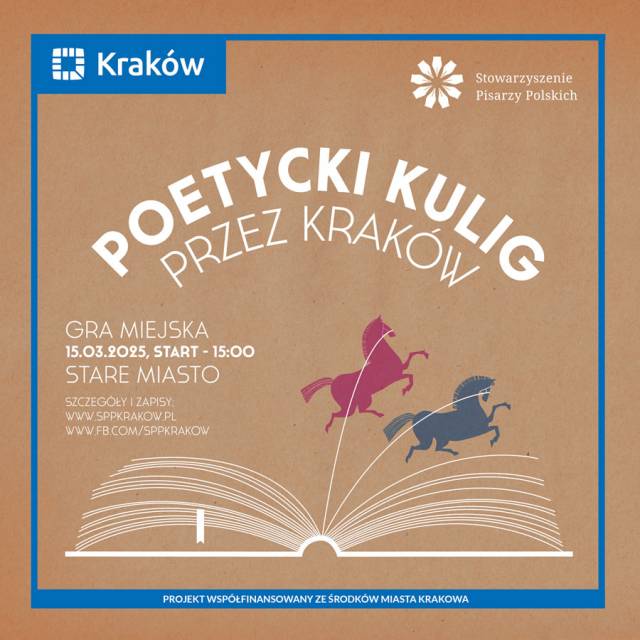 Kraków
Stowarzyszenie
Pisarzy Polskich
POETYCKI KULIG
PRZEZ KRAKÓW
GRA MIEJSKA
15.03.2025, START - 15:00
STARE MIASTO
SZCZEGÓŁY I ZAPISY:
WWW.SPPKRAKOW.PL
WWW.FB.COM/SPPKRAKOW
PROJEKT WSPÓŁFINANSOWANY ZE ŚRODKÓW MIASTA KRAKOWA